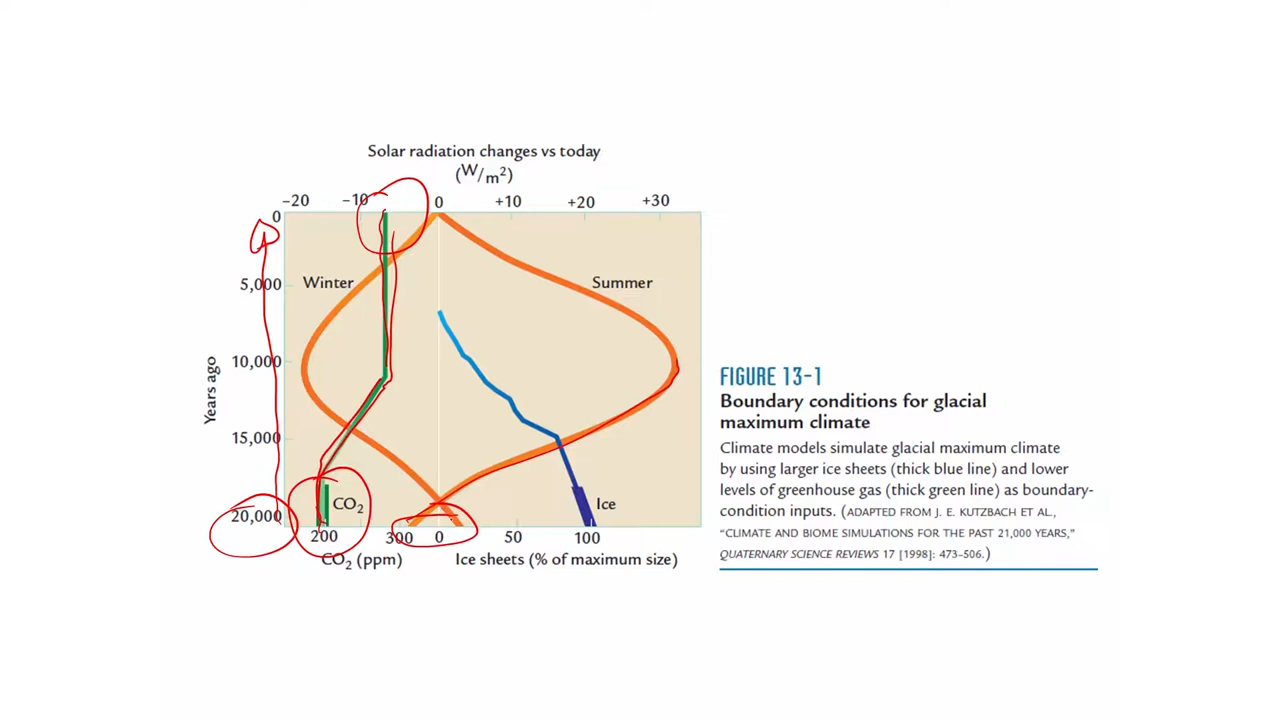 Solar radiation changes vs today
(W/m²)
−20 −10 0 +10 +20 +30
0
5,000
10,000
15,000
20,000
Years ago
Winter
Summer
CO₂
Ice
200 300 0 50 100
CO₂ (ppm)
Ice sheets (% of maximum size)
FIGURE 13–1
Boundary conditions for glacial
maximum climate
Climate models simulate glacial maximum climate
by using larger ice sheets (thick blue line) and lower
levels of greenhouse gas (thick green line) as boundary-
condition inputs. (ADAPTED FROM J. E. KUTZBACH ET AL.,
“CLIMATE AND BIOME SIMULATIONS FOR THE PAST 21,000 YEARS,”
QUATERNARY SCIENCE REVIEWS 17 [1998]: 473–506.)